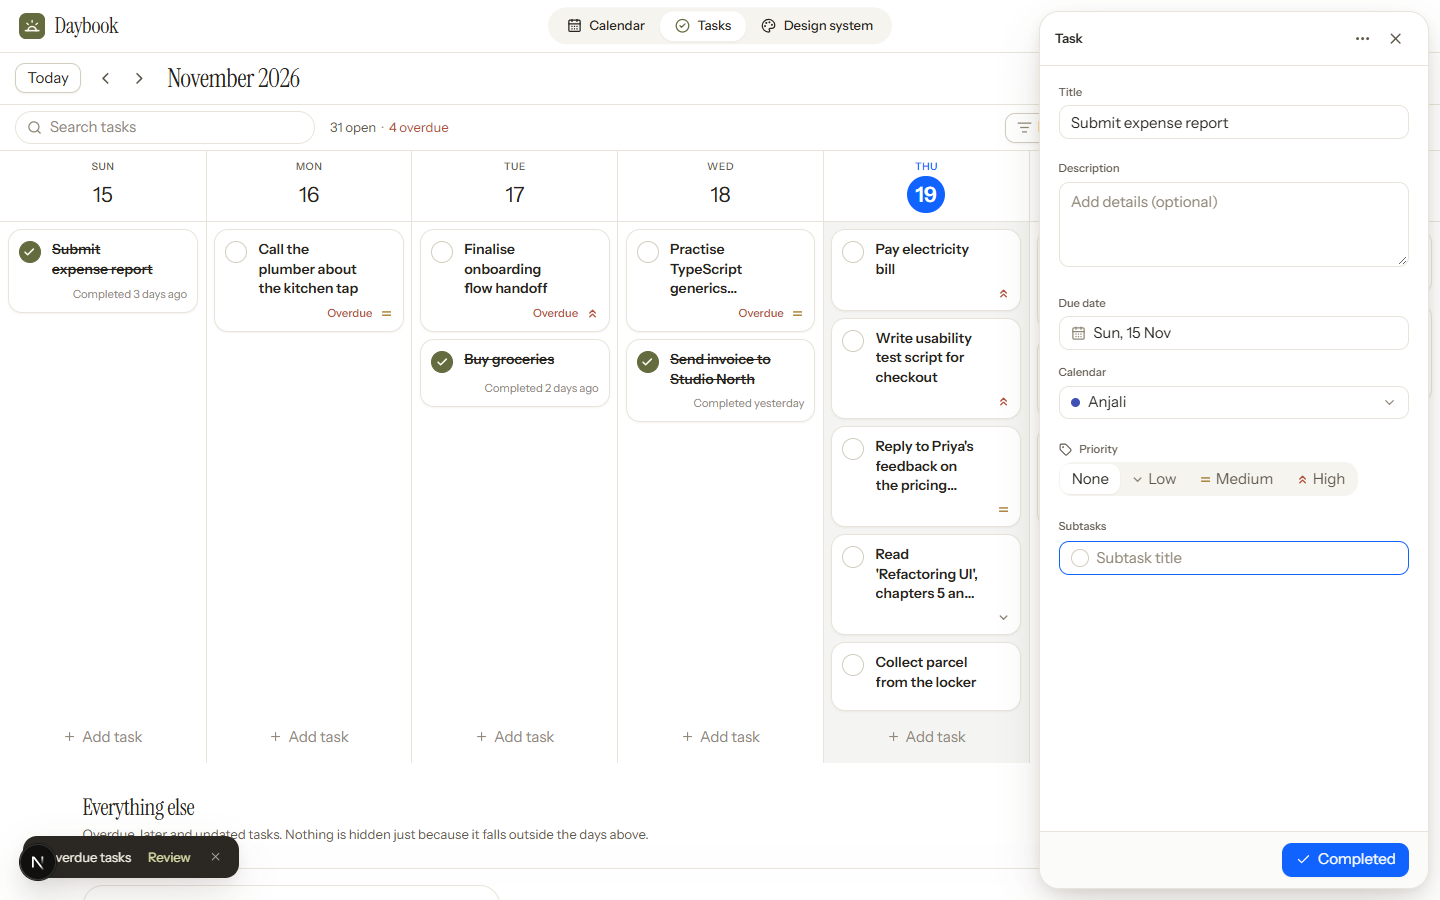 Daybook
Calendar
Tasks
Design system
Today
November 2026
Search tasks
31 open · 4 overdue
SUN
15
MON
16
TUE
17
WED
18
THU
19
Submit
expense report
Completed 3 days ago
Call the
plumber about
the kitchen tap
Overdue
Finalise
onboarding
flow handoff
Overdue
Buy groceries
Completed 2 days ago
Practise
TypeScript
generics...
Overdue
Send invoice to
Studio North
Completed yesterday
Pay electricity
bill
Write usability
test script for
checkout
Reply to Priya's
feedback on
the pricing...
Read
'Refactoring UI',
chapters 5 an...
Collect parcel
from the locker
+ Add task
+ Add task
+ Add task
+ Add task
+ Add task
Everything else
Overdue, later and undated tasks. Nothing is hidden just because it falls outside the days above.
N
verdue tasks
Review
Task
Title
Submit expense report
Description
Add details (optional)
Due date
Sun, 15 Nov
Calendar
Anjali
Priority
None
Low
Medium
High
Subtasks
Subtask title
Completed